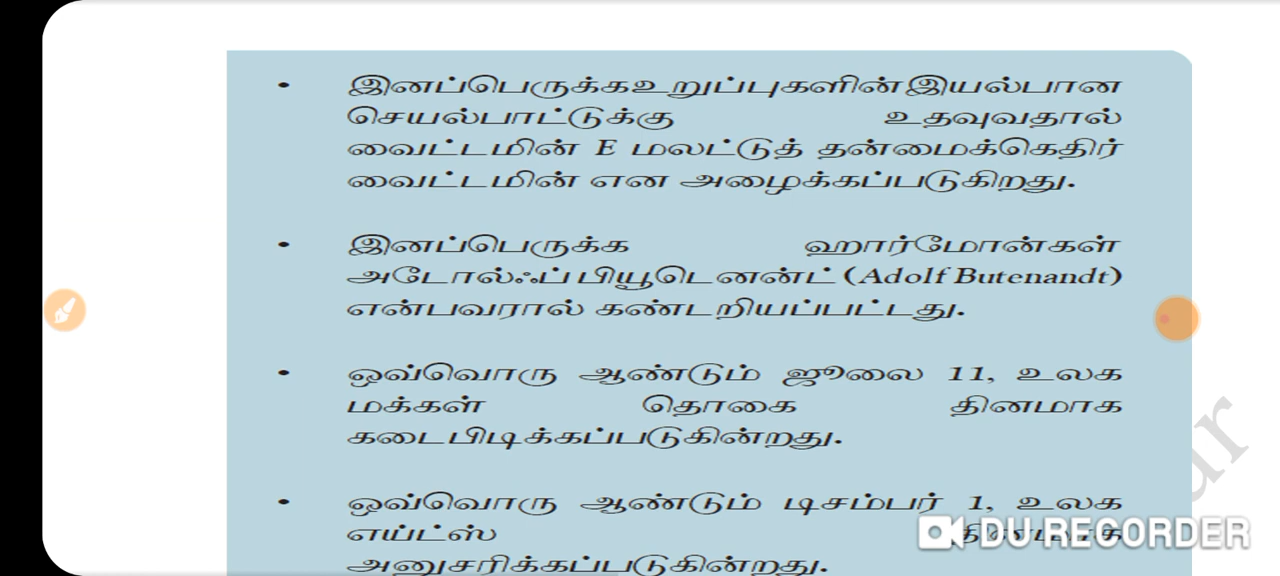 • இனப்பெருக்கஉறுப்புகளின்இயல்பான
செயல்பாட்டுக்கு உதவுவதால்
வைட்டமின் E மலட்டுத் தன்மைக்கெதிர்
வைட்டமின் என அழைக்கப்படுகிறது.
• இனப்பெருக்க ஹார்மோன்கள்
அடோல்ஃப் பியூடெனன்ட் (Adolf Butenandt)
என்பவரால் கண்டறியப்பட்டது.
• ஒவ்வொரு ஆண்டும் ஜூலை 11, உலக
மக்கள் தொகை தினமாக
கடைபிடிக்கப்படுகின்றது.
• ஒவ்வொரு ஆண்டும் டிசம்பர் 1, உலக
எய்ட்ஸ் தினமாக
அனுசரிக்கப்படுகின்றது.
DU RECORDER